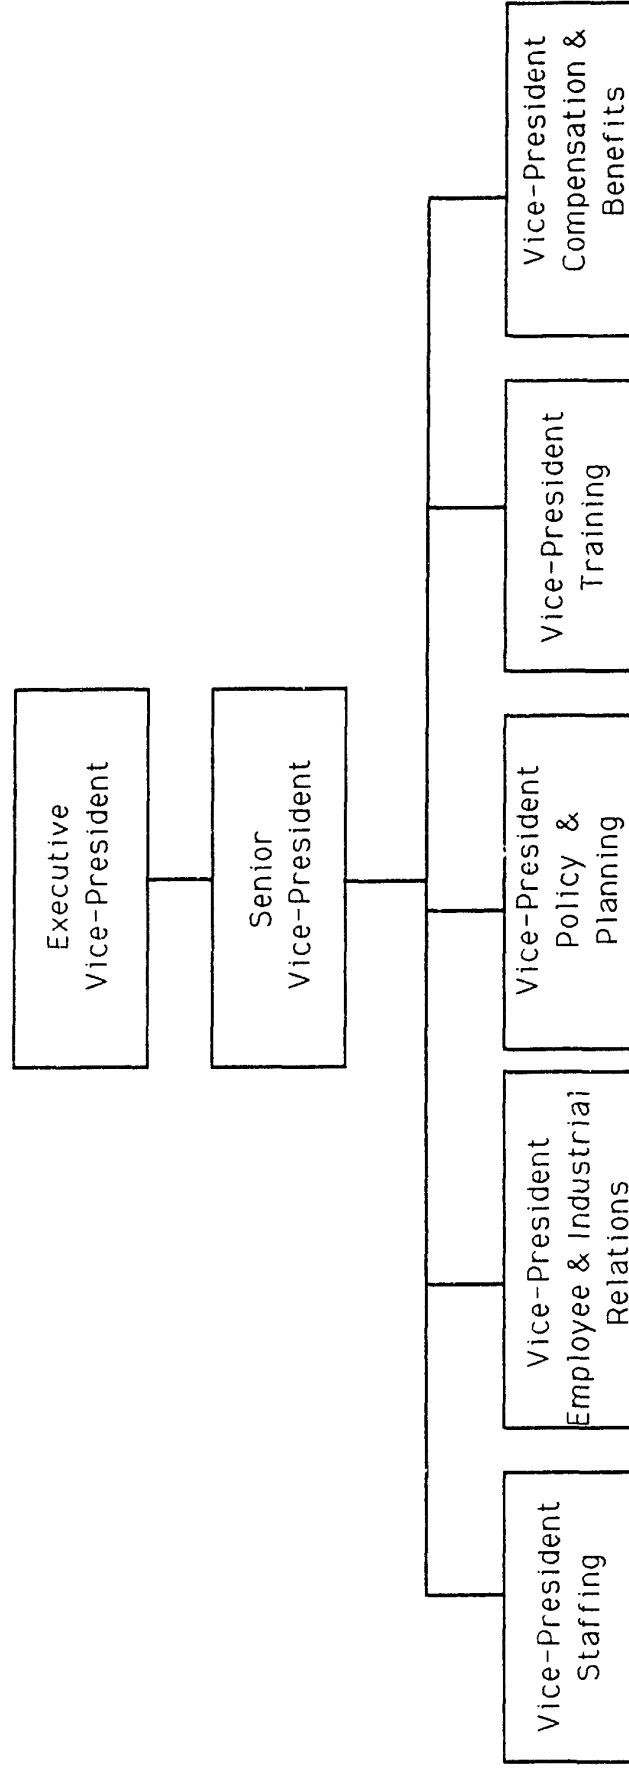 Executive
Vice-President
Senior
Vice-President
Vice-President
Staffing
Vice-President
Employee & Industrial
Relations
Vice-President
Policy &
Planning
Vice-President
Training
Vice-President
Compensation &
Benefits